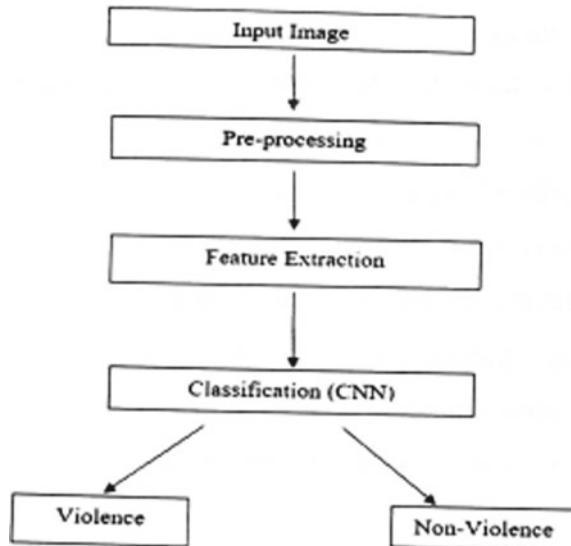 Input Image
Pre-processing
Feature Extraction
Classification (CNN)
Violence
Non-Violence